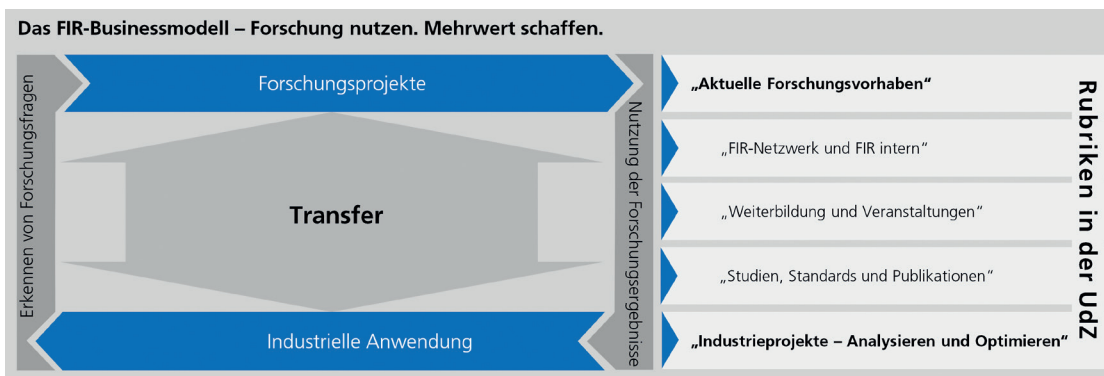 Das FIR-Businessmodell – Forschung nutzen. Mehrwert schaffen.
Erkennen von Forschungsfragen
Forschungsprojekte
Transfer
Industrielle Anwendung
Nutzung der Forschungsergebnisse
„Aktuelle Forschungsvorhaben“
„FIR-Netzwerk und FIR intern“
„Weiterbildung und Veranstaltungen“
„Studien, Standards und Publikationen“
„Industrieprojekte – Analysieren und Optimieren“
Rubriken in der UdZ